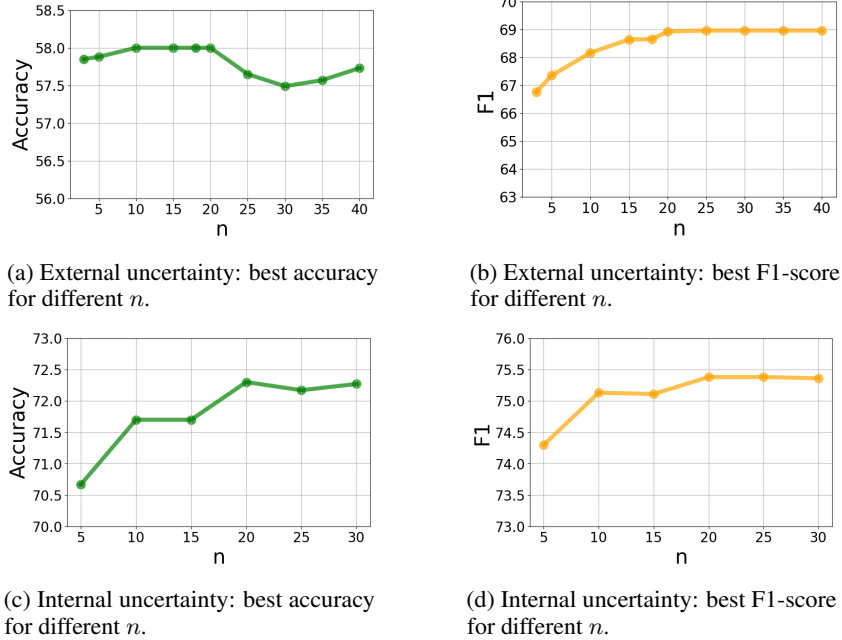 58.5
58.0
57.5
57.0
56.5
56.0
Accuracy
5 10 15 20 25 30 35 40
n
(a) External uncertainty: best accuracy
for different n.
70
69
68
67
66
65
64
63
F1
5 10 15 20 25 30 35 40
n
(b) External uncertainty: best F1-score
for different n.
73.0
72.5
72.0
71.5
71.0
70.5
70.0
Accuracy
5 10 15 20 25 30
n
(c) Internal uncertainty: best accuracy
for different n.
76.0
75.5
75.0
74.5
74.0
73.5
73.0
F1
5 10 15 20 25 30
n
(d) Internal uncertainty: best F1-score
for different n.